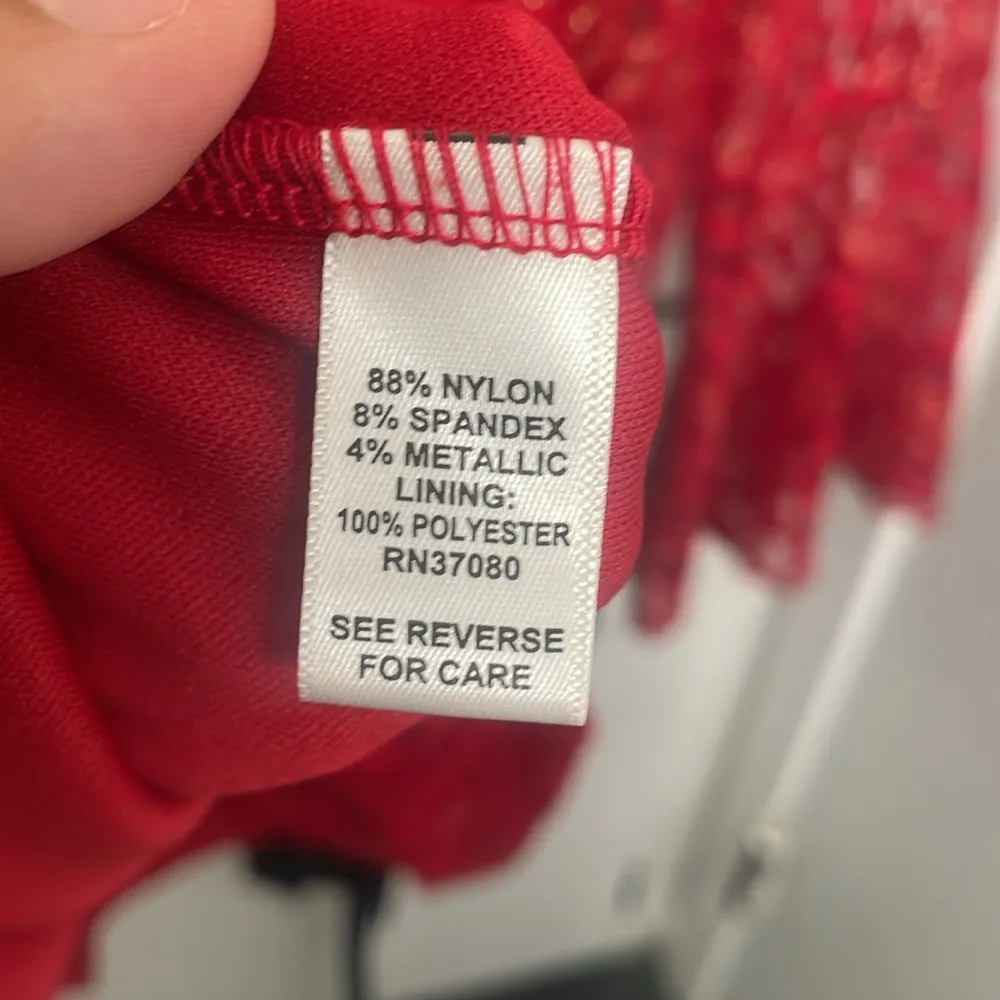 88% NYLON
8% SPANDEX
4% METALLIC
LINING:
100% POLYESTER
RN37080
SEE REVERSE
FOR CARE